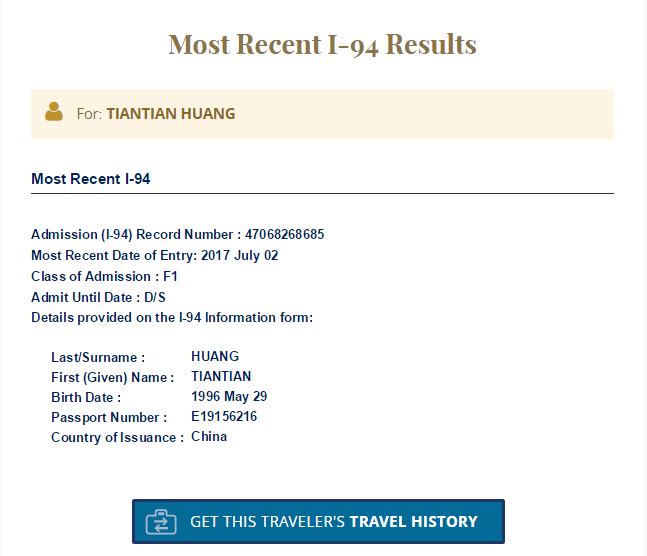 Most Recent I-94 Results
For: TIANTIAN HUANG
Most Recent I-94
Admission (I-94) Record Number : 47068268685
Most Recent Date of Entry: 2017 July 02
Class of Admission : F1
Admit Until Date : D/S
Details provided on the I-94 Information form:
Last/Surname : HUANG
First (Given) Name : TIANTIAN
Birth Date : 1996 May 29
Passport Number : E19156216
Country of Issuance : China
GET THIS TRAVELER'S TRAVEL HISTORY